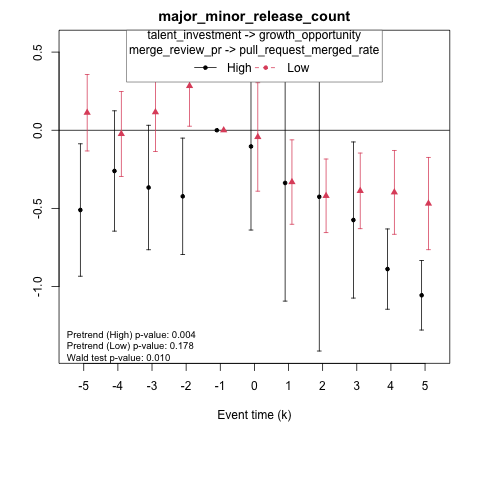 major_minor_release_count
talent_investment -> growth_opportunity
merge_review_pr -> pull_request_merged_rate
High Low
0.5
0.0
-0.5
-1.0
Pretrend (High) p-value: 0.004
Pretrend (Low) p-value: 0.178
Wald test p-value: 0.010
-5 -4 -3 -2 -1 0 1 2 3 4 5
Event time (k)